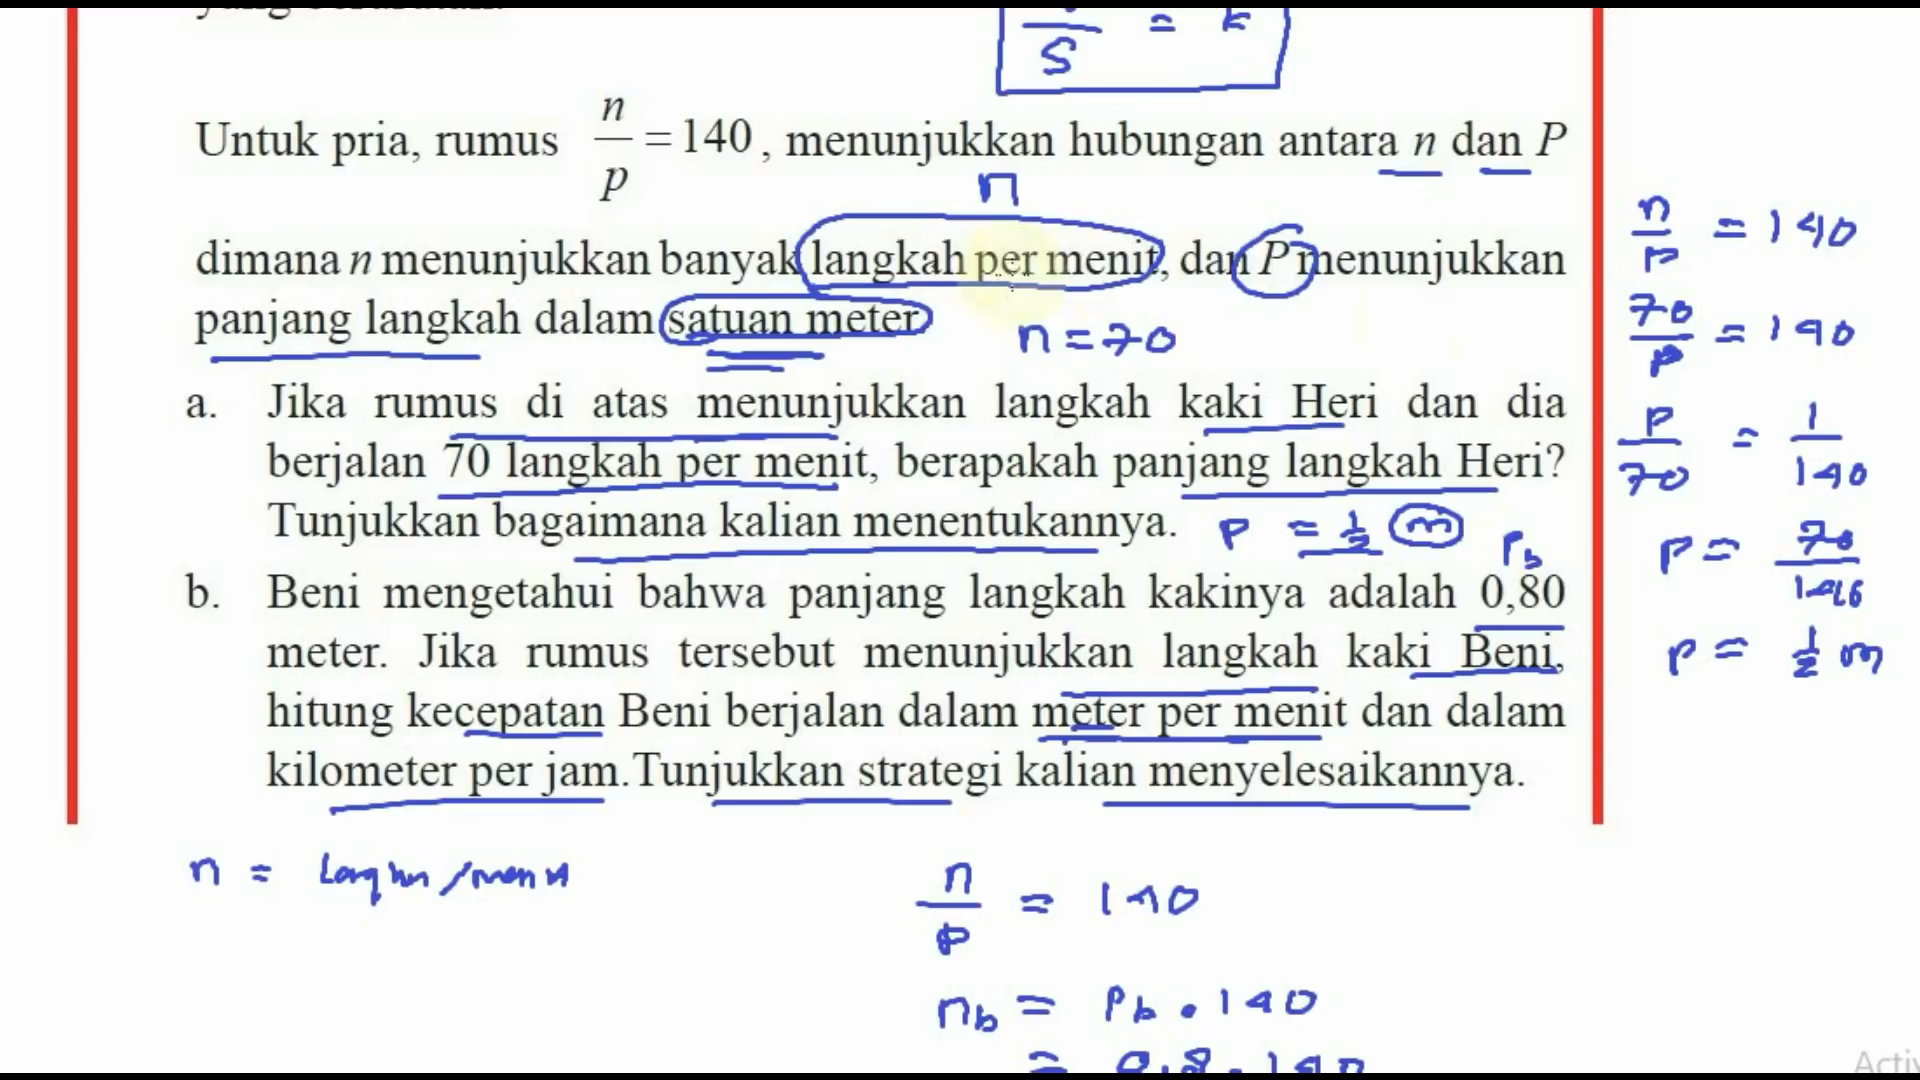 S = k
Untuk pria, rumus n/p = 140, menunjukkan hubungan antara n dan P
n
dimana n menunjukkan banyak langkah per menit, dan P menunjukkan
panjang langkah dalam satuan meter
n = 70
a. Jika rumus di atas menunjukkan langkah kaki Heri dan dia
berjalan 70 langkah per menit, berapakah panjang langkah Heri?
Tunjukkan bagaimana kalian menentukannya.
P = 1/2 m
Pb
b. Beni mengetahui bahwa panjang langkah kakinya adalah 0,80
meter. Jika rumus tersebut menunjukkan langkah kaki Beni,
hitung kecepatan Beni berjalan dalam meter per menit dan dalam
kilometer per jam.Tunjukkan strategi kalian menyelesaikannya.
n/P = 140
70/P = 140
P/70 = 1/140
P = 70/140
P = 1/2 m
n =
n/P = 140
nb = Pb . 140
= 0,8 . 140